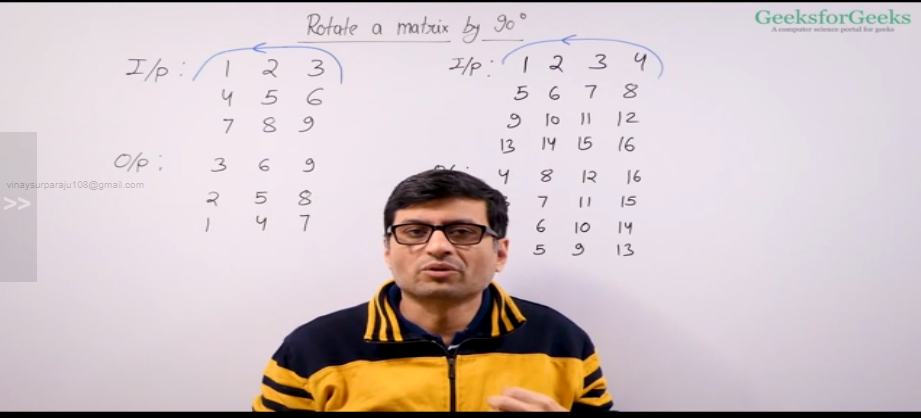 Rotate a matrix by 90°
GeeksforGeeks
A computer science portal for geeks
I/p : 1 2 3
4 5 6
7 8 9
O/p : 3 6 9
2 5 8
1 4 7
I/p : 1 2 3 4
5 6 7 8
9 10 11 12
13 14 15 16
4 8 12 16
7 11 15
6 10 14
5 9 13
vinaysurparaju108@gmail.com
>>